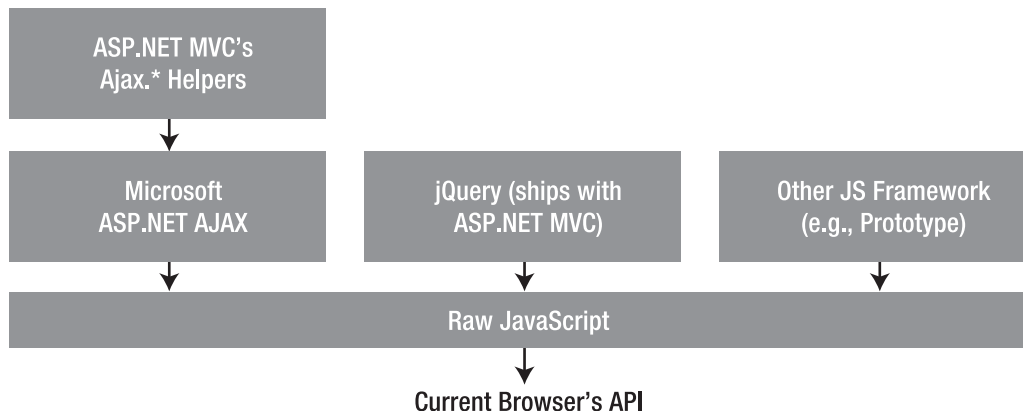 ASP.NET MVC's
Ajax.* Helpers
Microsoft
ASP.NET AJAX
jQuery (ships with
ASP.NET MVC)
Other JS Framework
(e.g., Prototype)
Raw JavaScript
Current Browser's API